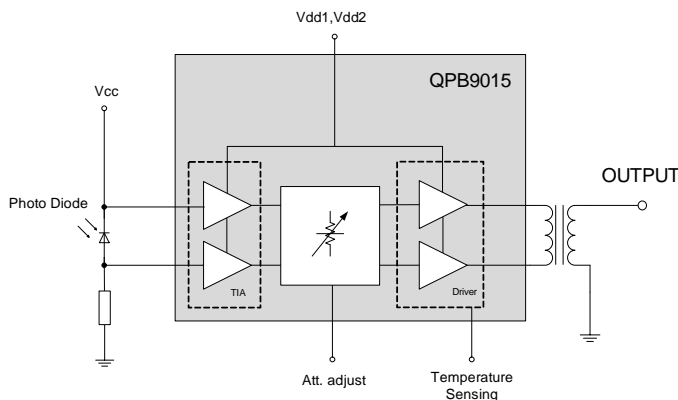 Vdd1,Vdd2
QPB9015
Vcc
OUTPUT
Photo Diode
TIA
Driver
Att. adjust
Temperature
Sensing